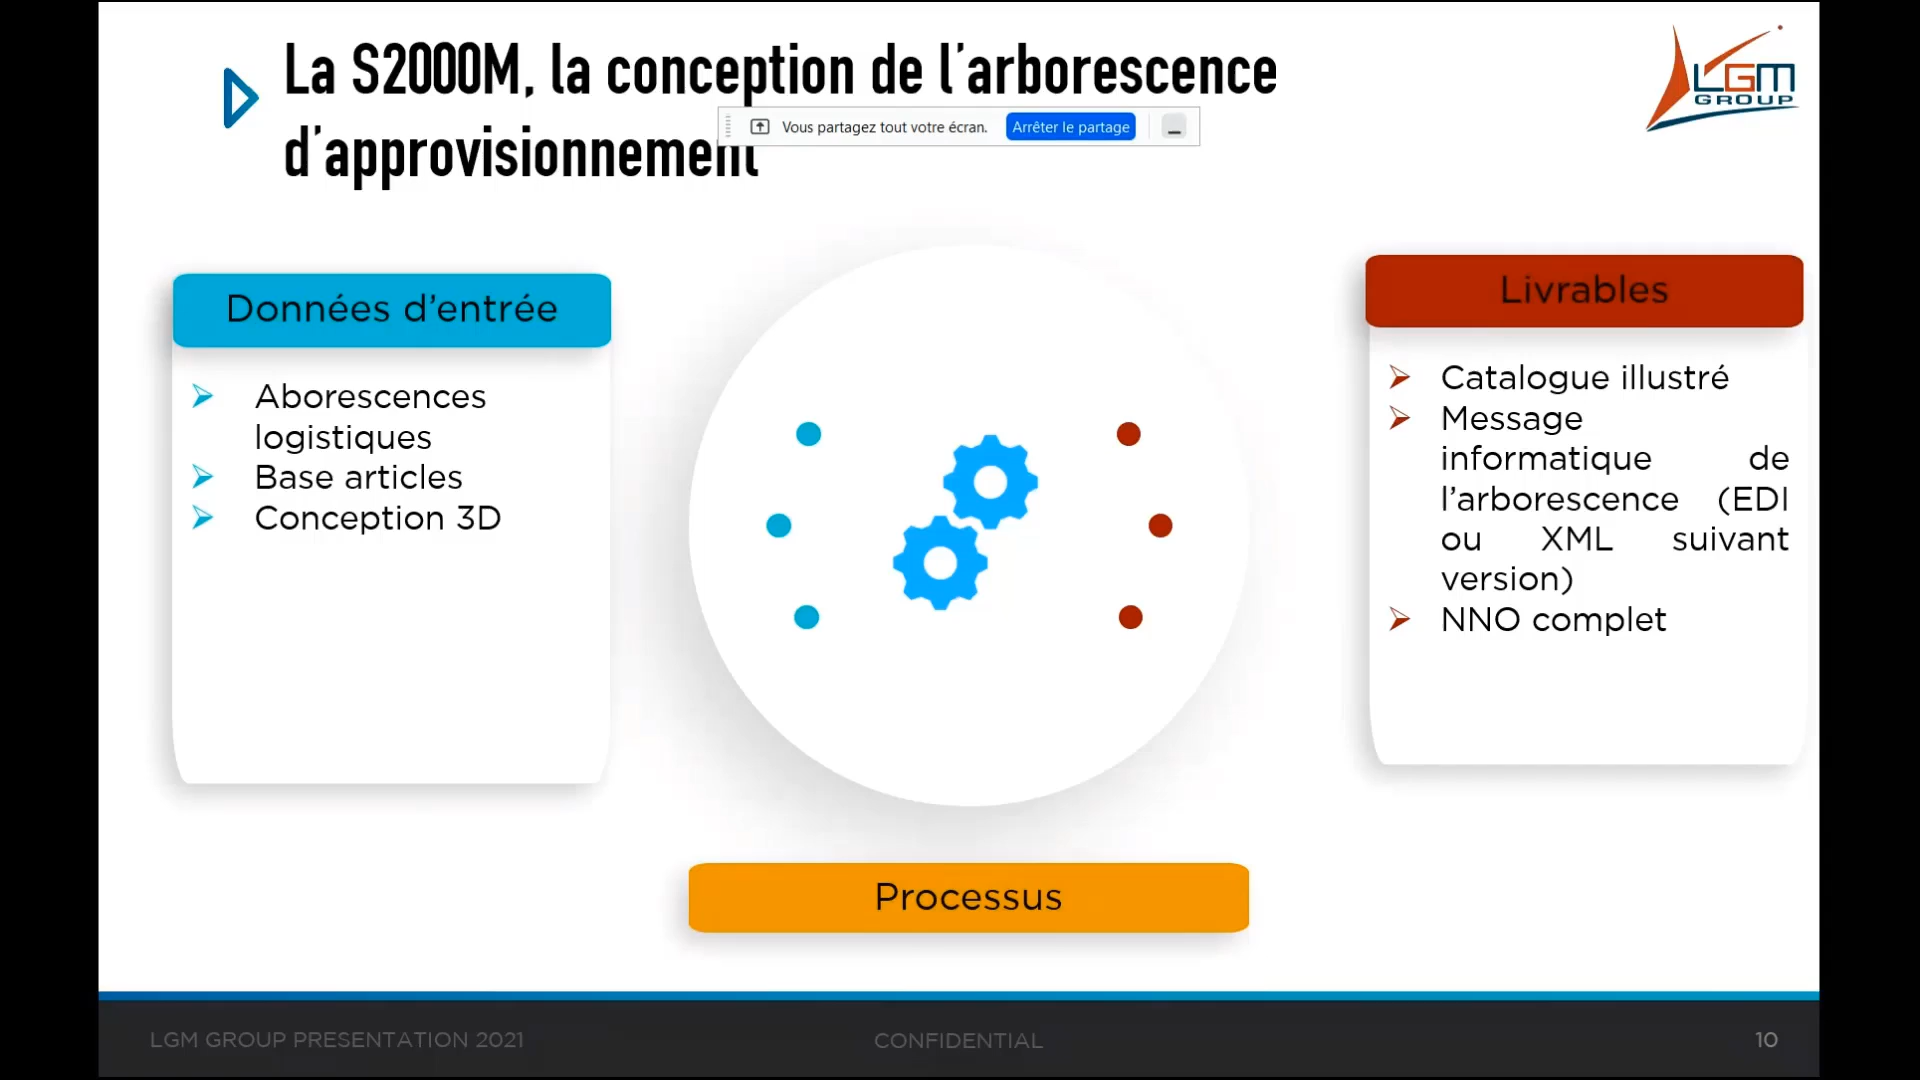 La S2000M, la conception de l'arborescence
d'approvisionnement
LGM
GROUP
Vous partagez tout votre écran.
Arrêter le partage
Données d'entrée
Aborescences
logistiques
Base articles
Conception 3D
Livrables
Catalogue illustré
Message
informatique de
l'arborescence (EDI
ou XML suivant
version)
NNO complet
Processus
LGM GROUP PRESENTATION 2021
CONFIDENTIAL
10